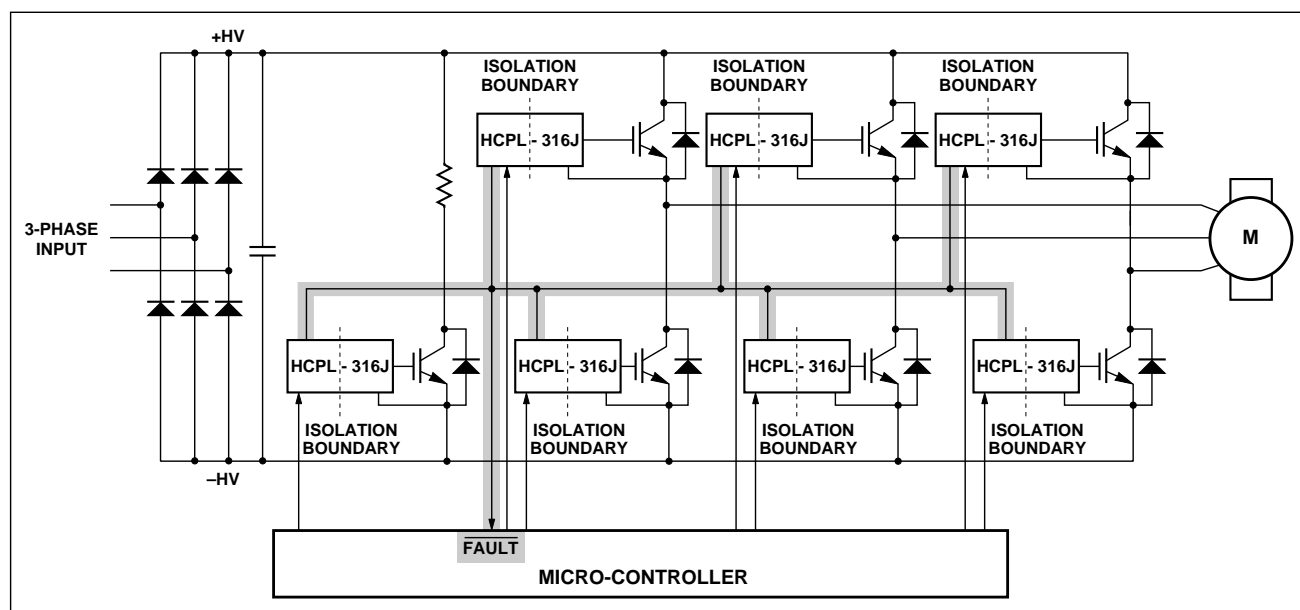 +HV
ISOLATION
BOUNDARY
ISOLATION
BOUNDARY
ISOLATION
BOUNDARY
HCPL - 316J
HCPL - 316J
HCPL - 316J
3-PHASE
INPUT
M
HCPL - 316J
HCPL - 316J
HCPL - 316J
HCPL - 316J
ISOLATION
BOUNDARY
ISOLATION
BOUNDARY
ISOLATION
BOUNDARY
ISOLATION
BOUNDARY
–HV
FAULT
MICRO-CONTROLLER